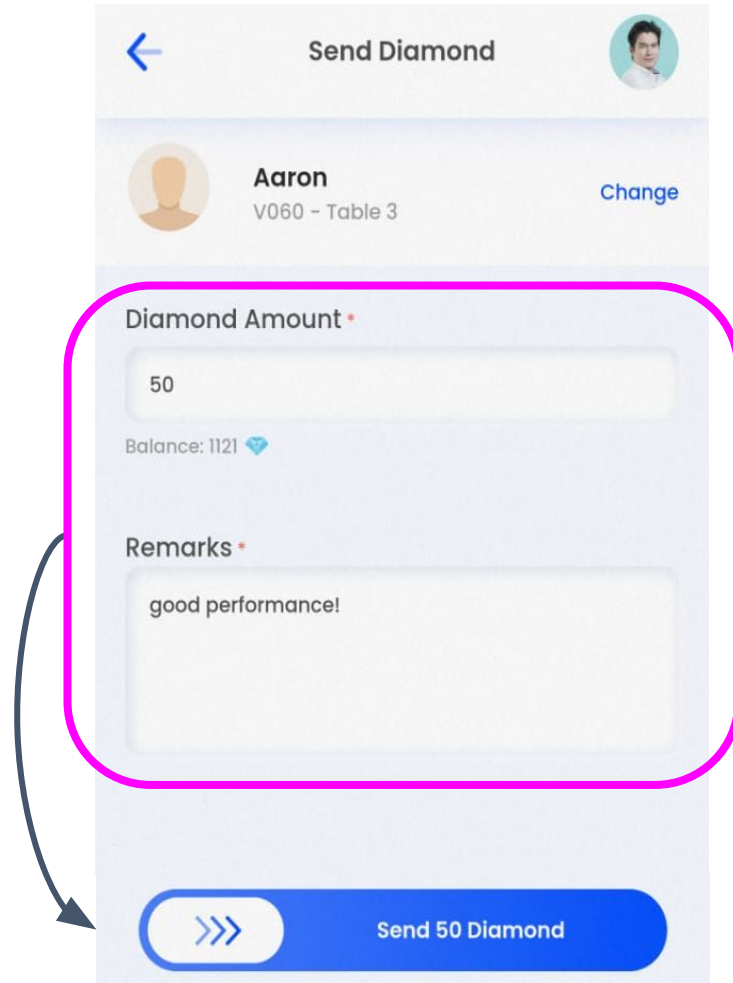 Send Diamond
Aaron
V060 - Table 3
Change
Diamond Amount *
50
Balance: 1121
Remarks *
good performance!
Send 50 Diamond